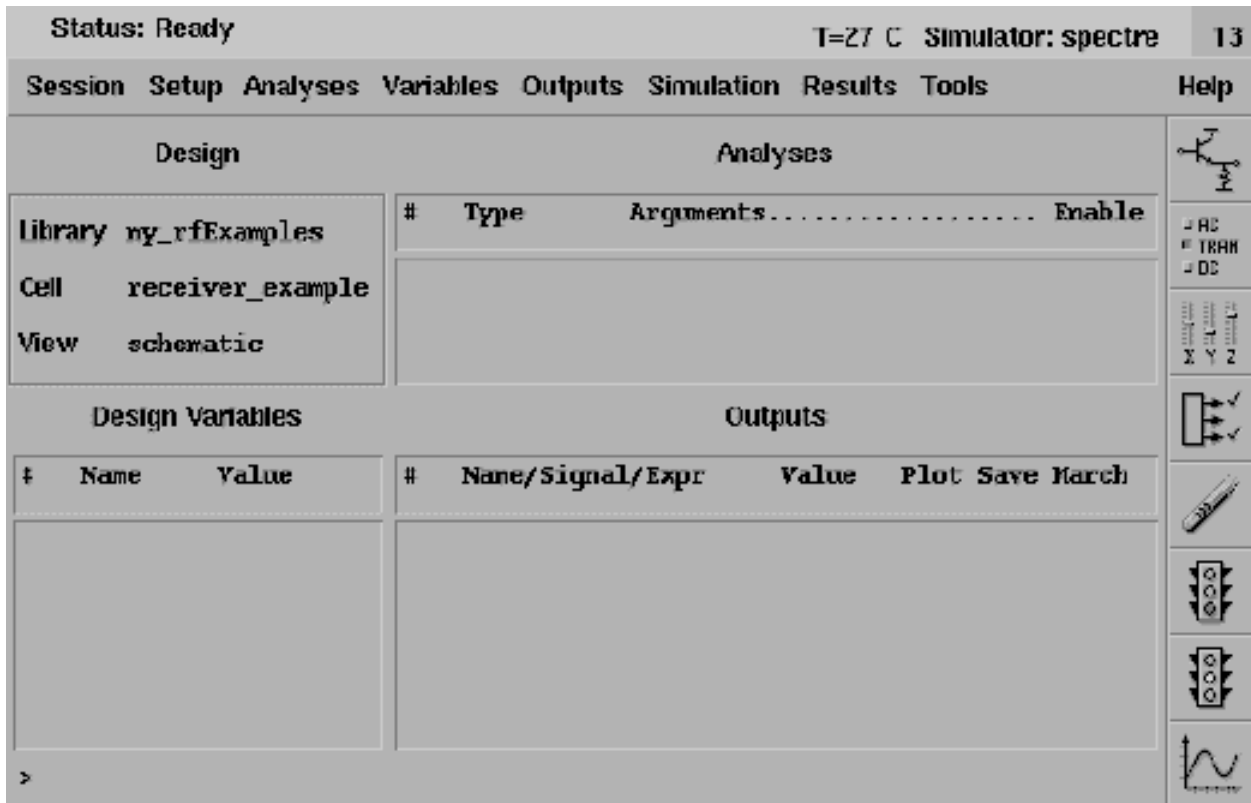 Status: Ready T=27 C Simulator: spectre 13
Session Setup Analyses Variables Outputs Simulation Results Tools Help
Design
Library my_rfExamples
Cell receiver_example
View schematic
Analyses
# Type Arguments................... Enable
Design Variables
# Name Value
Outputs
# Name/Signal/Expr Value Plot Save March
>
AC
TRAN
DC
X Y Z